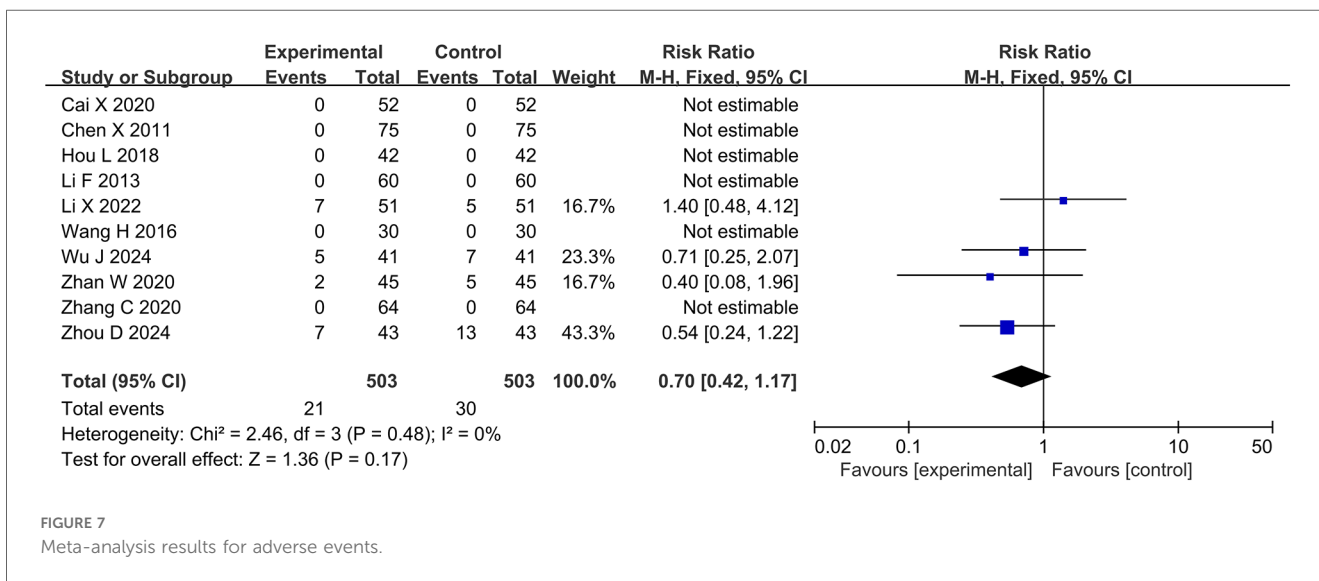 Experimental Control Risk Ratio Risk Ratio
Study or Subgroup Events Total Events Total Weight M-H, Fixed, 95% CI M-H, Fixed, 95% CI
Cai X 2020 0 52 0 52 Not estimable
Chen X 2011 0 75 0 75 Not estimable
Hou L 2018 0 42 0 42 Not estimable
Li F 2013 0 60 0 60 Not estimable
Li X 2022 7 51 5 51 16.7% 1.40 [0.48, 4.12]
Wang H 2016 0 30 0 30 Not estimable
Wu J 2024 5 41 7 41 23.3% 0.71 [0.25, 2.07]
Zhan W 2020 2 45 5 45 16.7% 0.40 [0.08, 1.96]
Zhang C 2020 0 64 0 64 Not estimable
Zhou D 2024 7 43 13 43 43.3% 0.54 [0.24, 1.22]
Total (95% CI) 503 503 100.0% 0.70 [0.42, 1.17]
Total events 21 30
Heterogeneity: Chi² = 2.46, df = 3 (P = 0.48); I² = 0%
Test for overall effect: Z = 1.36 (P = 0.17)
0.02 0.1 1 10 50
Favours [experimental] Favours [control]
FIGURE 7
Meta-analysis results for adverse events.